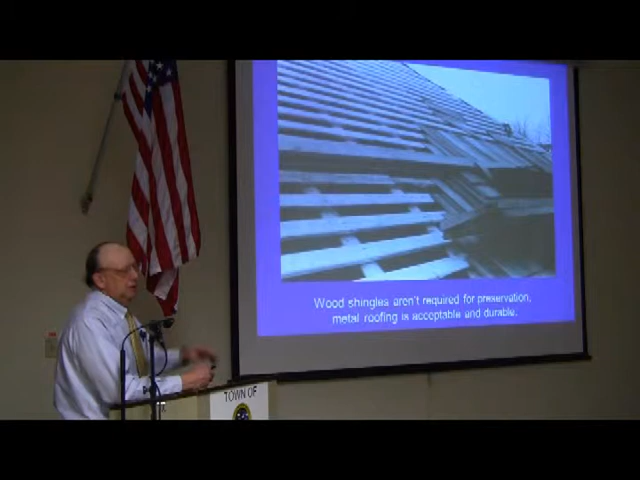 Wood shingles aren't required for preservation,
metal roofing is acceptable and durable.
TOWN OF